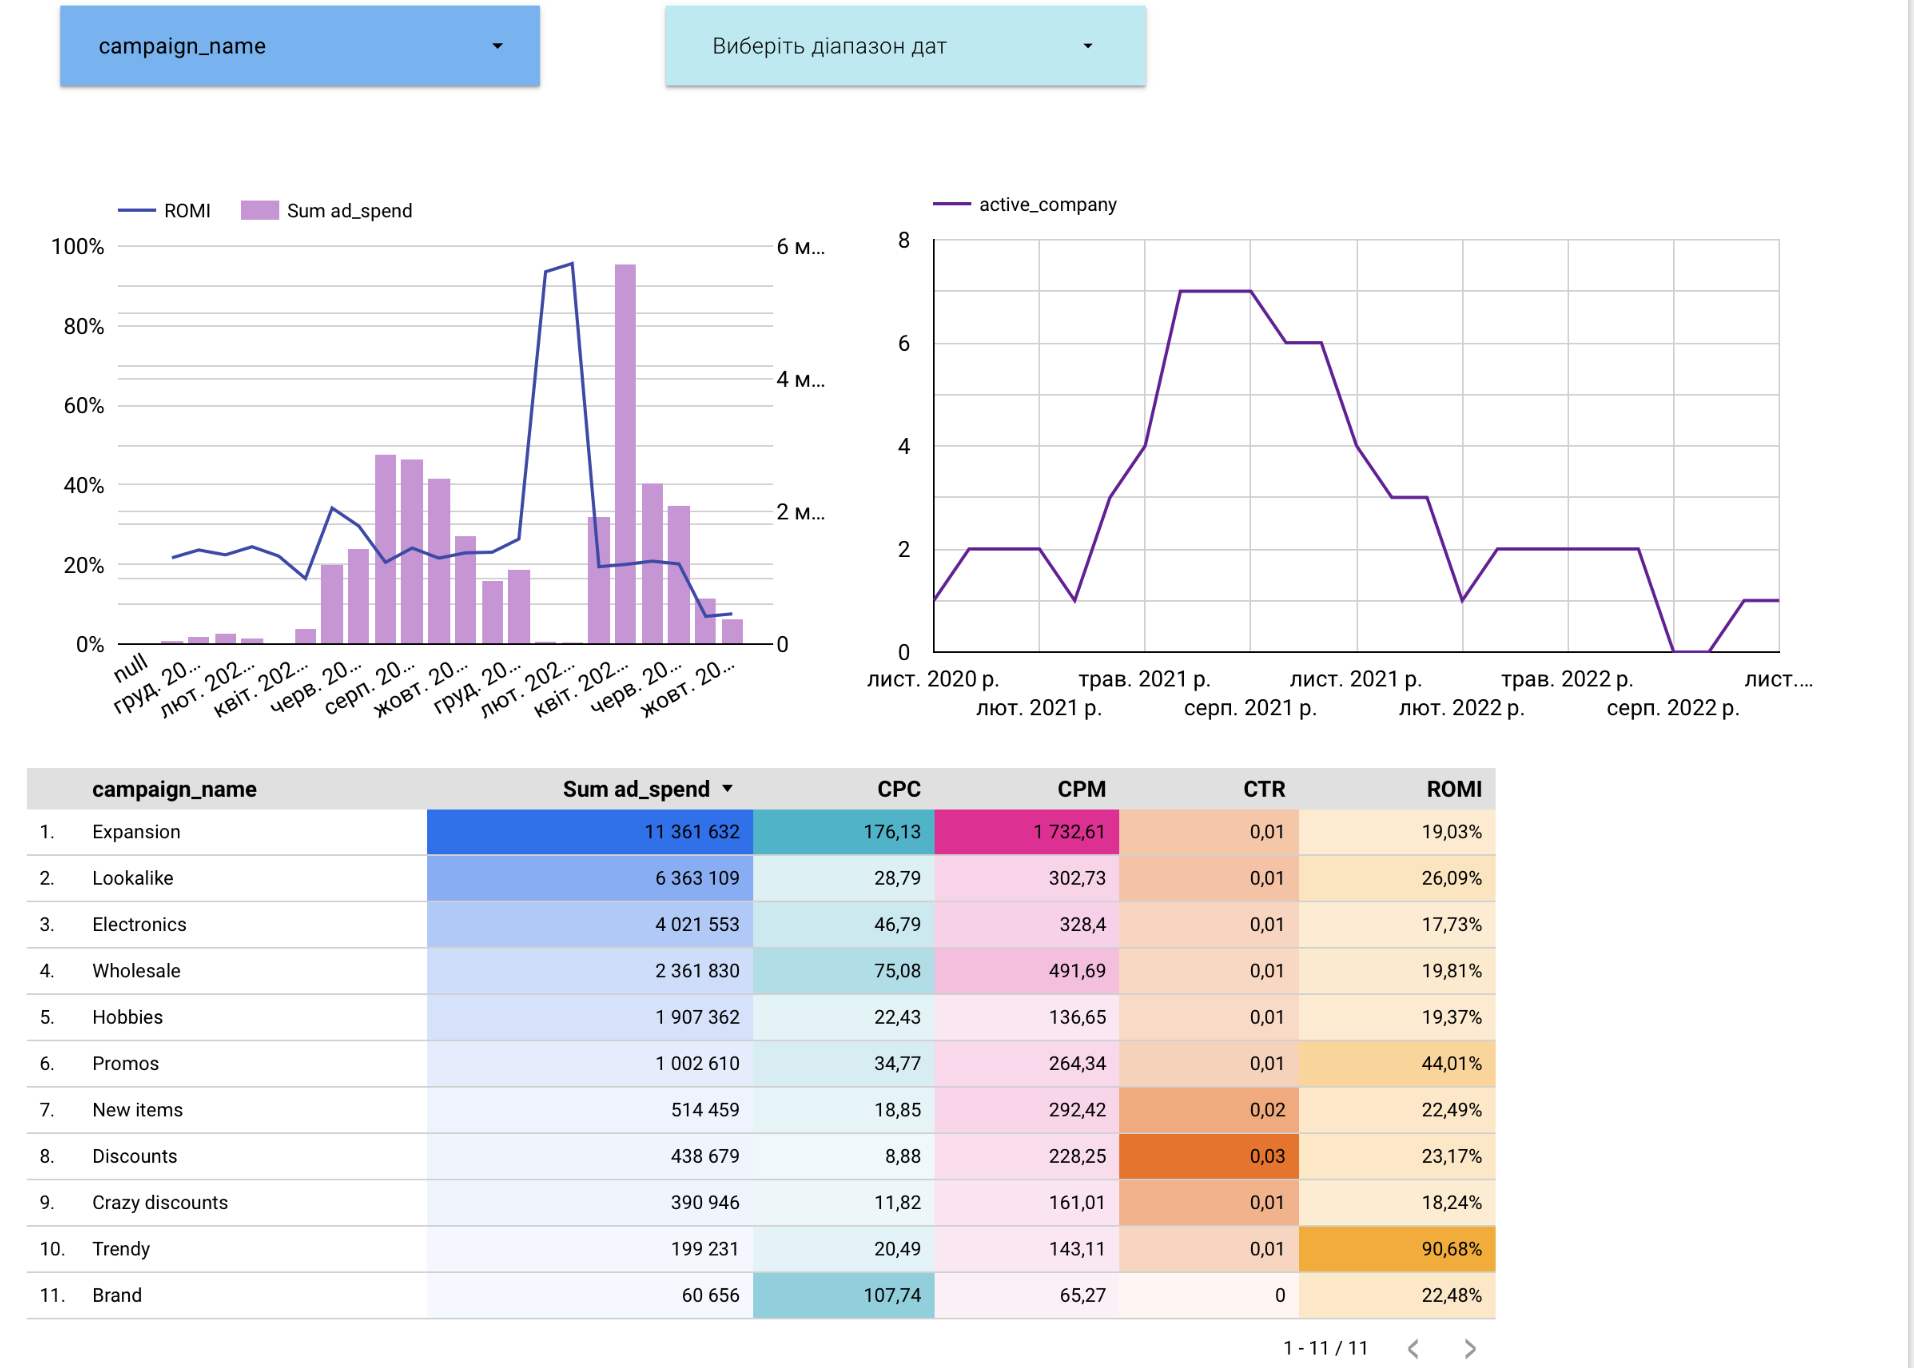 campaign_name
Виберіть діапазон дат
ROMI Sum ad_spend
100%
80%
60%
40%
20%
0%
6 м...
4 м...
2 м...
0
null
груд. 20...
лют. 202...
квіт. 202...
черв. 20...
серп. 20...
жовт. 20...
груд. 20...
лют. 202...
квіт. 202...
черв. 20...
жовт. 20...
active_company
8
6
4
2
0
лист. 2020 р. трав. 2021 р. лист. 2021 р. трав. 2022 р. лист....
лют. 2021 р. серп. 2021 р. лют. 2022 р. серп. 2022 р.
campaign_name Sum ad_spend CPC CPM CTR ROMI
1. Expansion 11 361 632 176,13 1 732,61 0,01 19,03%
2. Lookalike 6 363 109 28,79 302,73 0,01 26,09%
3. Electronics 4 021 553 46,79 328,4 0,01 17,73%
4. Wholesale 2 361 830 75,08 491,69 0,01 19,81%
5. Hobbies 1 907 362 22,43 136,65 0,01 19,37%
6. Promos 1 002 610 34,77 264,34 0,01 44,01%
7. New items 514 459 18,85 292,42 0,02 22,49%
8. Discounts 438 679 8,88 228,25 0,03 23,17%
9. Crazy discounts 390 946 11,82 161,01 0,01 18,24%
10. Trendy 199 231 20,49 143,11 0,01 90,68%
11. Brand 60 656 107,74 65,27 0 22,48%
1 - 11 / 11